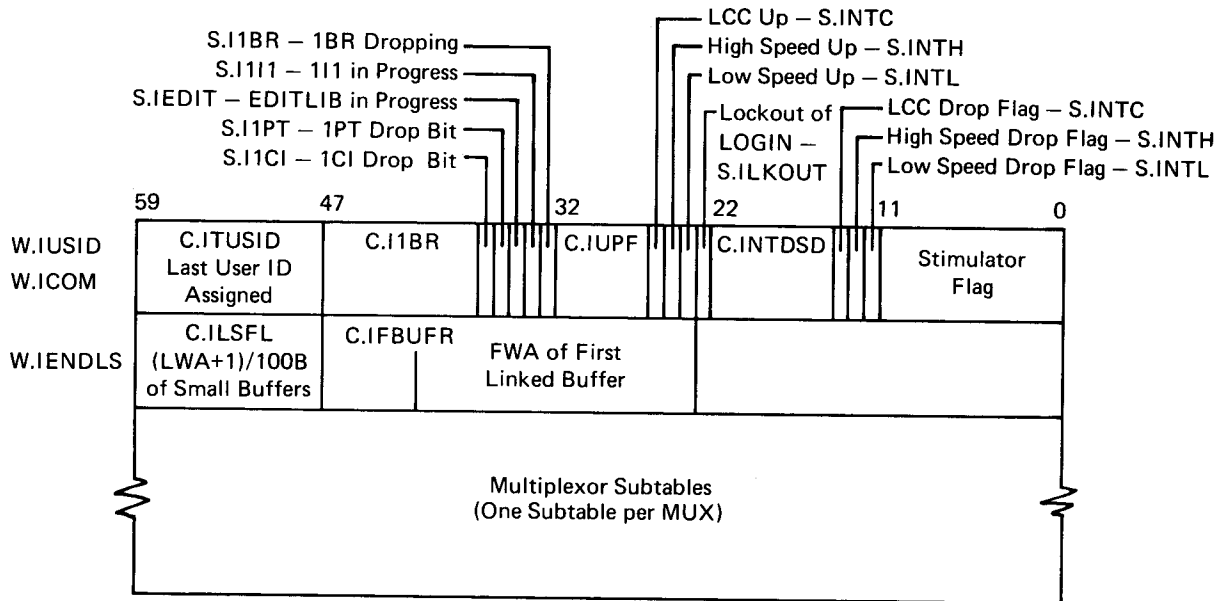 LCC Up – S.INTC
S.I1BR – 1BR Dropping
High Speed Up – S.INTH
S.I1I1 – 1I1 in Progress
Low Speed Up – S.INTL
S.IEDIT – EDITLIB in Progress
Lockout of
LOGIN –
S.ILKOUT
LCC Drop Flag – S.INTC
S.I1PT – 1PT Drop Bit
High Speed Drop Flag – S.INTH
S.I1CI – 1CI Drop Bit
Low Speed Drop Flag – S.INTL
59 47 32 22 11 0
W.IUSID
W.ICOM
C.ITUSID
Last User ID
Assigned
C.I1BR
C.IUPF
C.INTDSD
Stimulator
Flag
W.IENDLS
C.ILSFL
(LWA+1)/100B
of Small Buffers
C.IFBUFR
FWA of First
Linked Buffer
Multiplexor Subtables
(One Subtable per MUX)